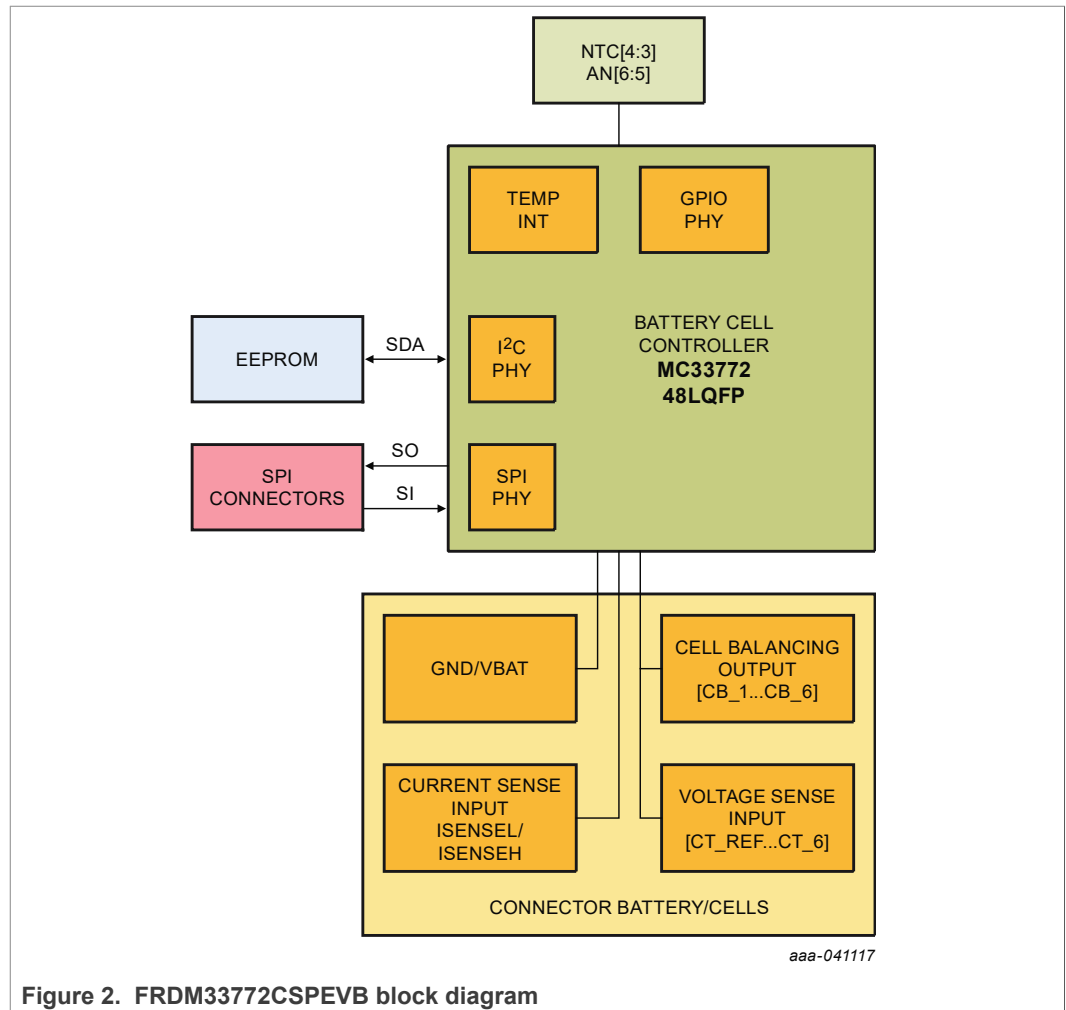 NTC[4:3]
AN[6:5]
TEMP
INT
GPIO
PHY
BATTERY CELL
CONTROLLER
MC33772
48LQFP
EEPROM
SDA
I2C
PHY
SPI
CONNECTORS
SO
SI
SPI
PHY
GND/VBAT
CELL BALANCING
OUTPUT
[CB_1...CB_6]
CURRENT SENSE
INPUT
ISENSEL/
ISENSEH
VOLTAGE SENSE
INPUT
[CT_REF...CT_6]
CONNECTOR BATTERY/CELLS
aaa-041117
Figure 2. FRDM33772CSPEVB block diagram